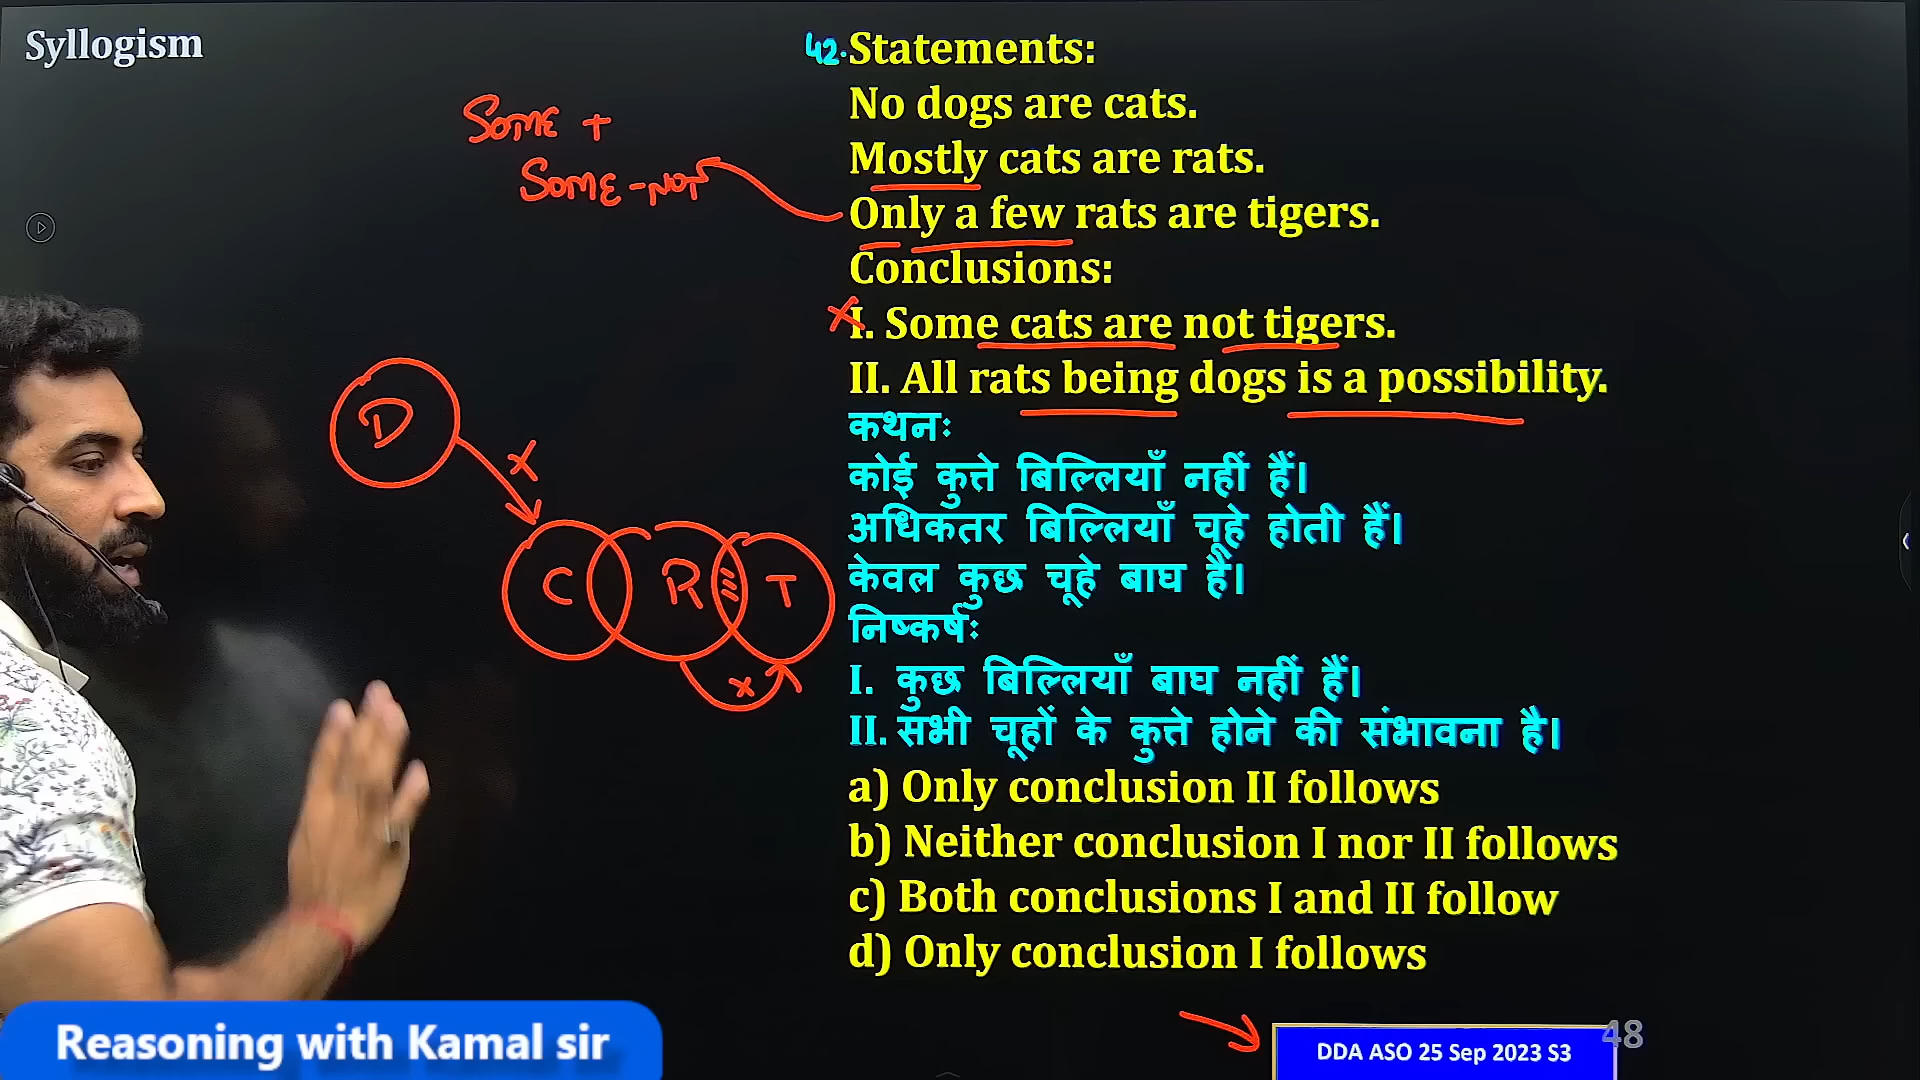 Syllogism
SOME +
SOME-NOT
42. Statements:
No dogs are cats.
Mostly cats are rats.
Only a few rats are tigers.
Conclusions:
I. Some cats are not tigers.
II. All rats being dogs is a possibility.
कथनः
कोई कुत्ते बिल्लियाँ नहीं हैं।
अधिकतर बिल्लियाँ चूहे होती हैं।
केवल कुछ चूहे बाघ हैं।
निष्कर्षः
I. कुछ बिल्लियाँ बाघ नहीं हैं।
II. सभी चूहों के कुत्ते होने की संभावना है।
a) Only conclusion II follows
b) Neither conclusion I nor II follows
c) Both conclusions I and II follow
d) Only conclusion I follows
D
C R T
Reasoning with Kamal sir
DDA ASO 25 Sep 2023 S3
48